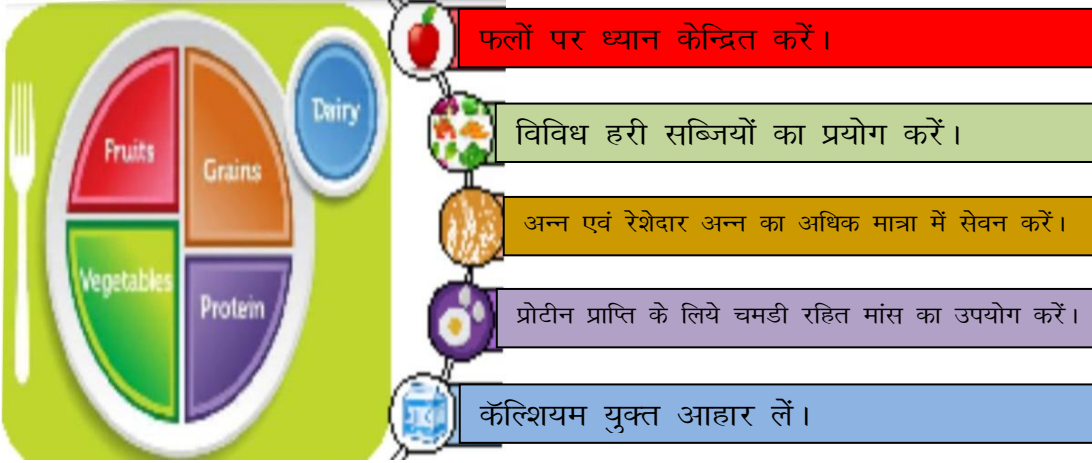 Fruits
Grains
Dairy
Vegetables
Protein
फलों पर ध्यान केन्द्रित करें।
विविध हरी सब्जियों का प्रयोग करें।
अन्न एवं रेशेदार अन्न का अधिक मात्रा में सेवन करें।
प्रोटीन प्राप्ति के लिये चमडी रहित मांस का उपयोग करें।
कॅल्शियम युक्त आहार लें।